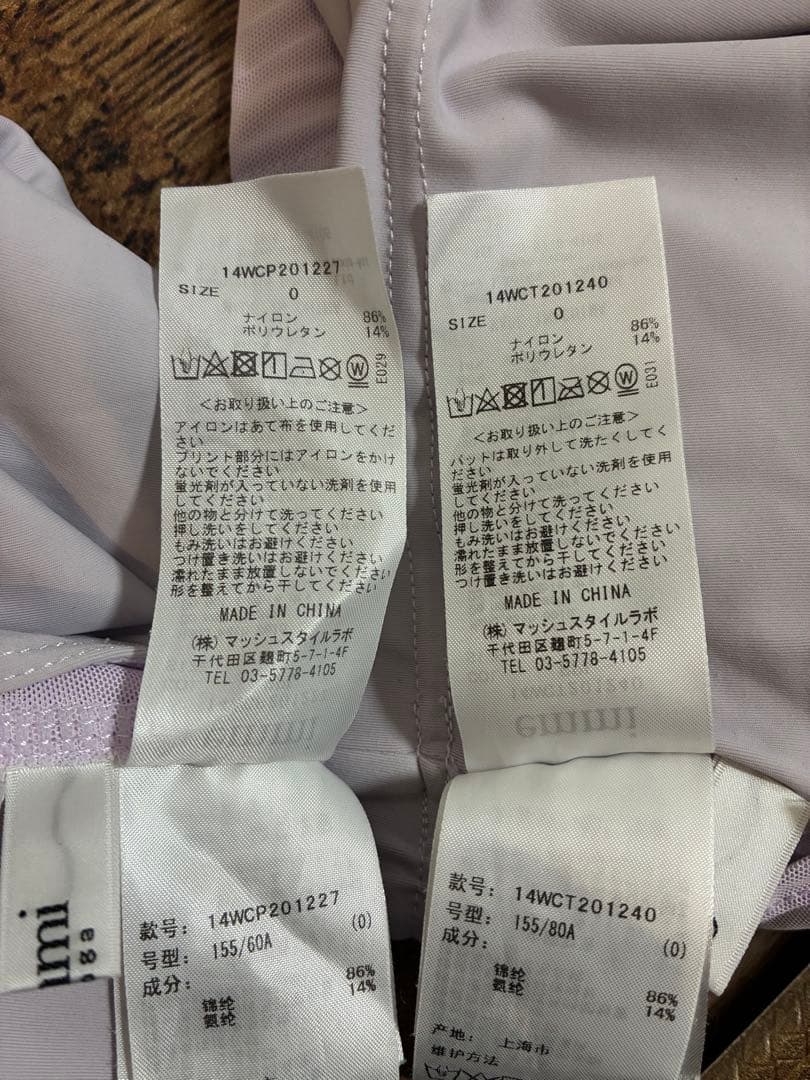 14WCP201227
SIZE 0
ナイロン 86%
ポリウレタン 14%
E029
＜お取り扱い上のご注意＞
アイロンはあて布を使用してくだ
さい
プリント部分にはアイロンをかけ
ないでください
蛍光剤が入っていない洗剤を使用
してください
他の物と分けて洗ってください
押し洗いをしてください
もみ洗いはお避けください
つけ置き洗いはお避けください
濡れたまま放置しないでください
形を整えてから干してください
MADE IN CHINA
(株) マッシュスタイルラボ
千代田区麹町5-7-1-4F
TEL 03-5778-4105
14WCT201240
SIZE 0
ナイロン 86%
ポリウレタン 14%
E031
＜お取り扱い上のご注意＞
パットは取り外して洗たくしてく
ださい
蛍光剤が入っていない洗剤を使用
してください
他の物と分けて洗ってください
押し洗いをしてください
もみ洗いはお避けください
濡れたまま放置しないでください
形を整えてから干してください
つけ置き洗いはお避けください
MADE IN CHINA
(株) マッシュスタイルラボ
千代田区麹町5-7-1-4F
TEL 03-5778-4105
款号: 14WCP201227
号型: 155/60A (0)
成分:
锦纶 86%
氨纶 14%
款号: 14WCT201240
号型: 155/80A (0)
成分:
锦纶 86%
氨纶 14%
产地: 上海市
维护方法